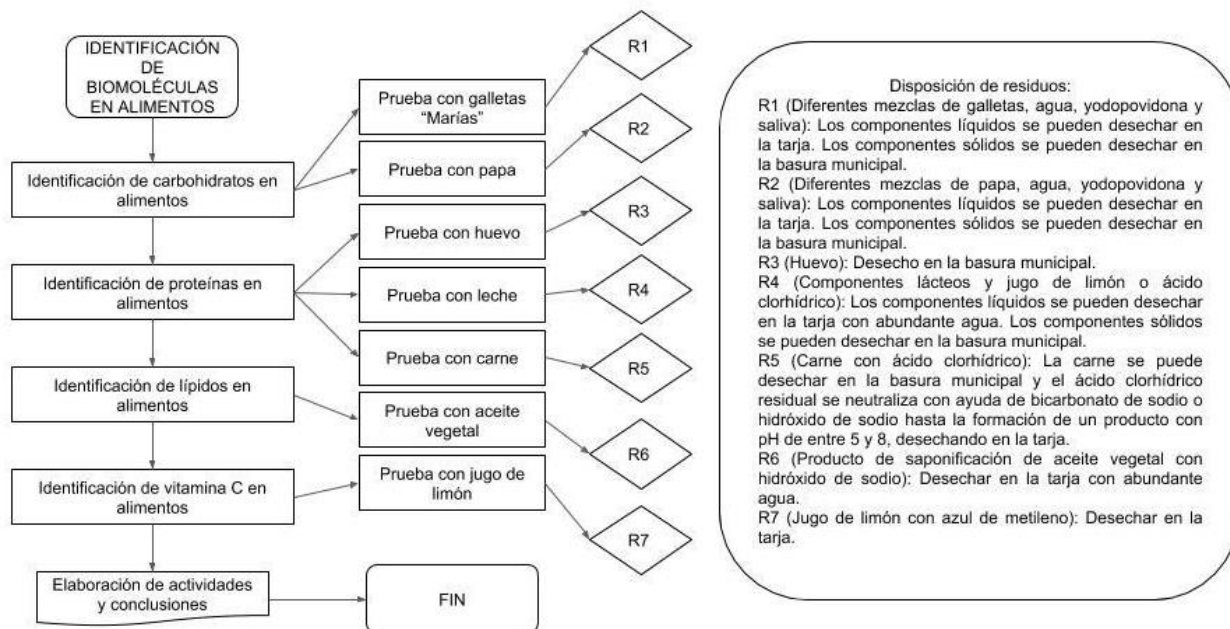 IDENTIFICACIÓN
DE
BIOMOLÉCULAS
EN ALIMENTOS
Identificación de carbohidratos en
alimentos
Identificación de proteínas en
alimentos
Identificación de lípidos en
alimentos
Identificación de vitamina C en
alimentos
Elaboración de actividades
y conclusiones
Prueba con galletas
“Marías”
Prueba con papa
Prueba con huevo
Prueba con leche
Prueba con carne
Prueba con aceite
vegetal
Prueba con jugo de
limón
FIN
R1
R2
R3
R4
R5
R6
R7
Disposición de residuos:
R1 (Diferentes mezclas de galletas, agua, yodopovidona y
saliva): Los componentes líquidos se pueden desechar en
la tarja. Los componentes sólidos se pueden desechar en
la basura municipal.
R2 (Diferentes mezclas de papa, agua, yodopovidona y
saliva): Los componentes líquidos se pueden desechar en
la tarja. Los componentes sólidos se pueden desechar en
la basura municipal.
R3 (Huevo): Desecho en la basura municipal.
R4 (Componentes lácteos y jugo de limón o ácido
clorhídrico): Los componentes líquidos se pueden desechar
en la tarja con abundante agua. Los componentes sólidos
se pueden desechar en la basura municipal.
R5 (Carne con ácido clorhídrico): La carne se puede
desechar en la basura municipal y el ácido clorhídrico
residual se neutraliza con ayuda de bicarbonato de sodio o
hidróxido de sodio hasta la formación de un producto con
pH de entre 5 y 8, desechando en la tarja.
R6 (Producto de saponificación de aceite vegetal con
hidróxido de sodio): Desechar en la tarja con abundante
agua.
R7 (Jugo de limón con azul de metileno): Desechar en la
tarja.